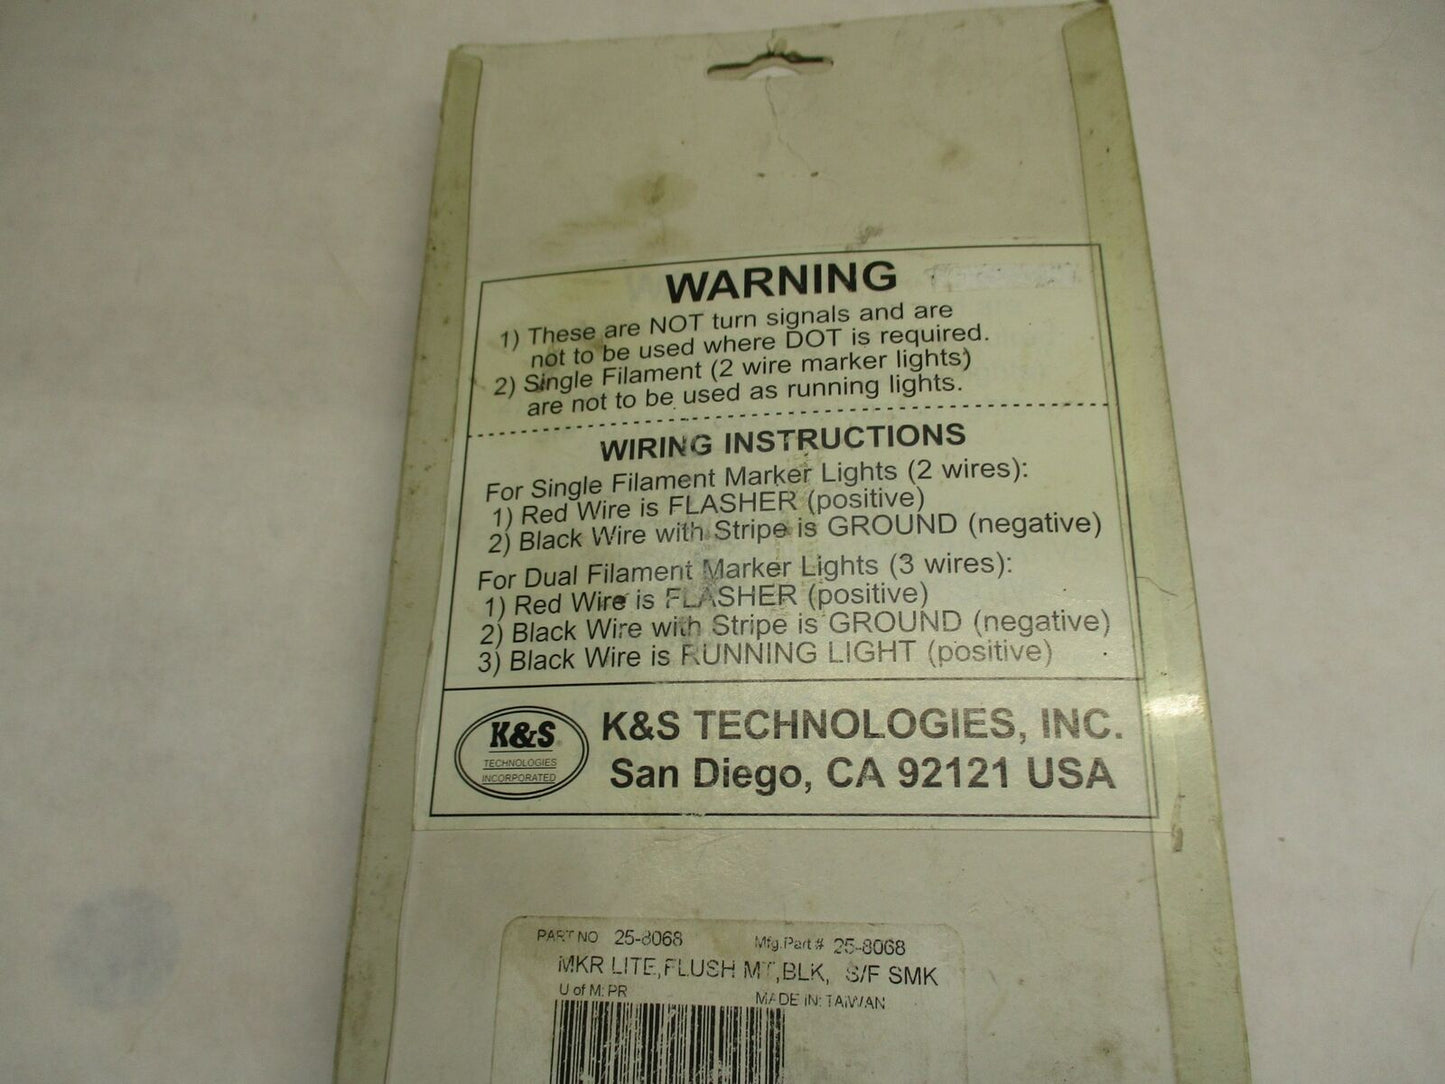 WARNING
1) These are NOT turn signals and are
not to be used where DOT is required.
2) Single Filament (2 wire marker lights)
are not to be used as running lights.
WIRING INSTRUCTIONS
For Single Filament Marker Lights (2 wires):
1) Red Wire is FLASHER (positive)
2) Black Wire with Stripe is GROUND (negative)
For Dual Filament Marker Lights (3 wires):
1) Red Wire is FLASHER (positive)
2) Black Wire with Stripe is GROUND (negative)
3) Black Wire is RUNNING LIGHT (positive)
K&S
TECHNOLOGIES
INCORPORATED
K&S TECHNOLOGIES, INC.
San Diego, CA 92121 USA
PART NO 25-8068 Mfg.Part # 25-8068
MKR LITE,FLUSH MT,BLK, S/F SMK
U of M: PR MADE IN: TAIWAN